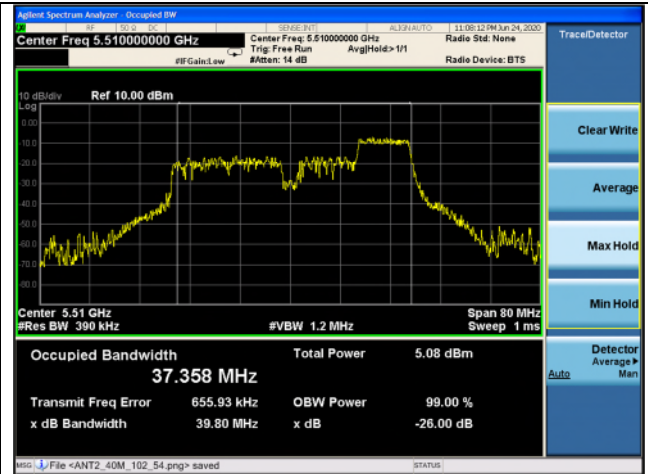 Agilent Spectrum Analyzer - Occupied BW
RF 50 Ω DC SENSE:INT ALIGNAUTO 11:08:12 PM Jun 24, 2020
Center Freq 5.510000000 GHz
Center Freq: 5.510000000 GHz
Radio Std: None
Trig: Free Run Avg|Hold:>1/1
#IFGain:Low #Atten: 14 dB Radio Device: BTS
Trace/Detector
10 dB/div Ref 10.00 dBm
Log
0.00
-10.0
-20.0
-30.0
-40.0
-50.0
-60.0
-70.0
-80.0
Clear Write
Average
Max Hold
Min Hold
Detector
Average
Auto Man
Center 5.51 GHz Span 80 MHz
#Res BW 390 kHz #VBW 1.2 MHz Sweep 1 ms
Occupied Bandwidth Total Power 5.08 dBm
37.358 MHz
Transmit Freq Error 655.93 kHz OBW Power 99.00 %
x dB Bandwidth 39.80 MHz x dB -26.00 dB
MSG File <ANT2_40M_102_54.png> saved STATUS